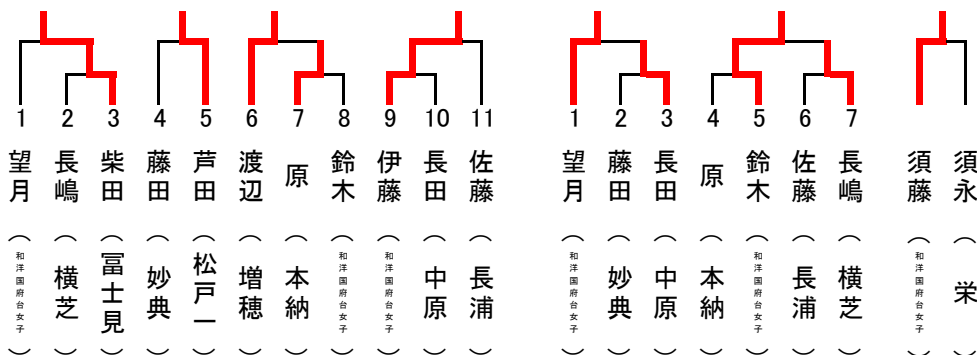 1 2 3 4 5 6 7 8 9 10 11
望月 長嶋 柴田 藤田 芦田 渡辺 原 鈴木 伊藤 長田 佐藤
（和洋国府台女子） （横芝） （冨士見） （妙典） （松戸一） （増穂） （本納） （和洋国府台女子） （和洋国府台女子） （中原） （長浦）
1 2 3 4 5 6 7
望月 藤田 長田 原 鈴木 佐藤 長嶋
（和洋国府台女子） （妙典） （中原） （本納） （和洋国府台女子） （長浦） （横芝）
須藤 須永
（和洋国府台女子） （栄）